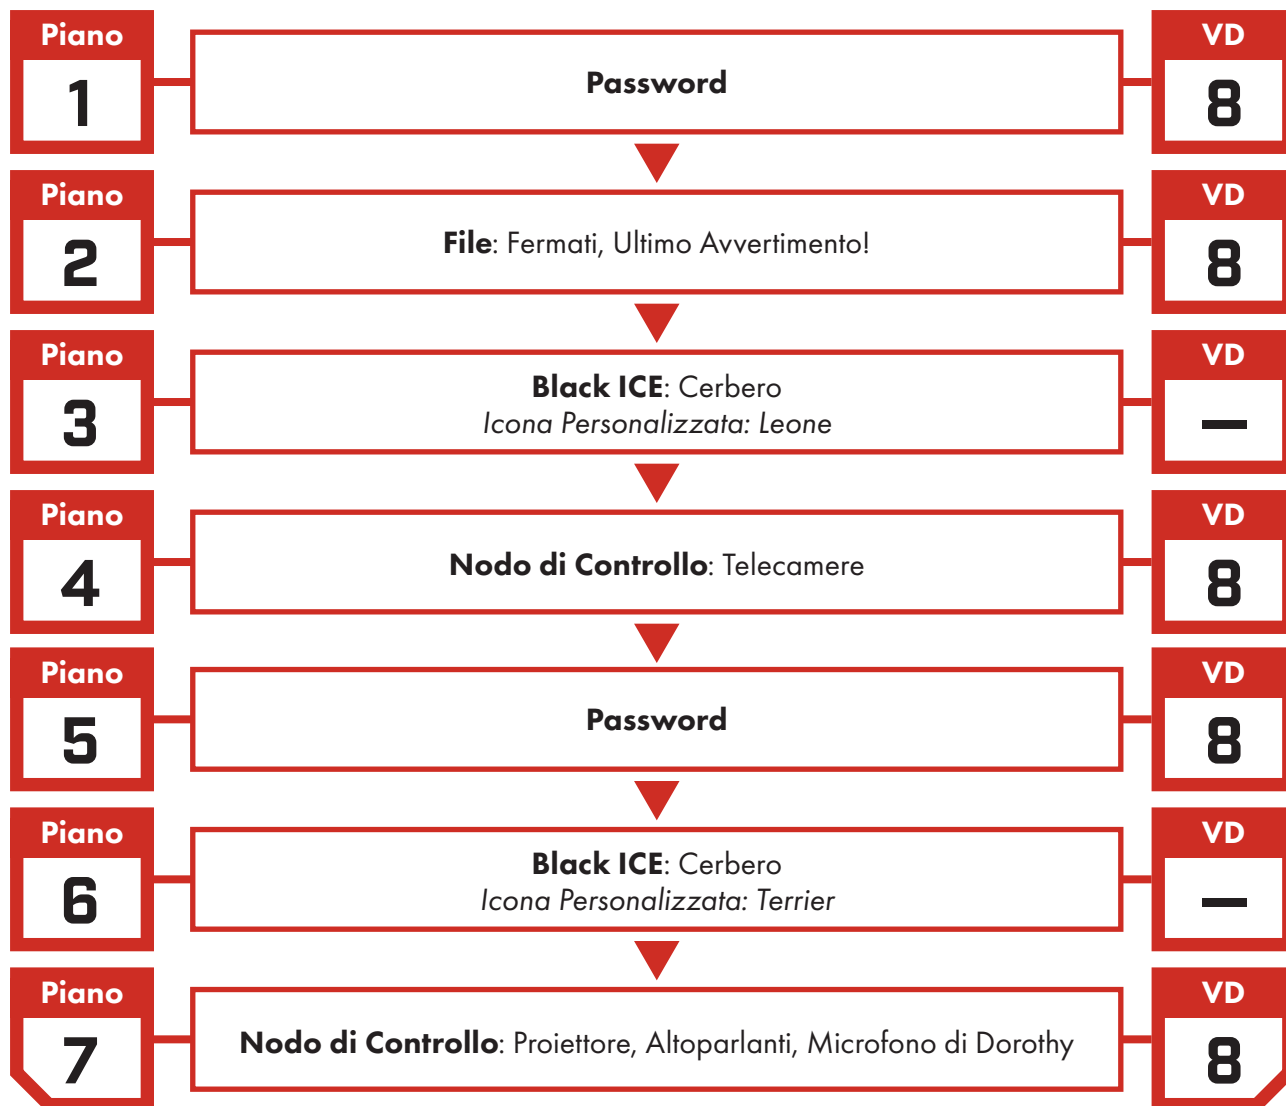 Piano
1
Password
VD
8
Piano
2
File: Fermati, Ultimo Avvertimento!
VD
8
Piano
3
Black ICE: Cerbero
Icona Personalizzata: Leone
VD
—
Piano
4
Nodo di Controllo: Telecamere
VD
8
Piano
5
Password
VD
8
Piano
6
Black ICE: Cerbero
Icona Personalizzata: Terrier
VD
—
Piano
7
Nodo di Controllo: Proiettore, Altoparlanti, Microfono di Dorothy
VD
8